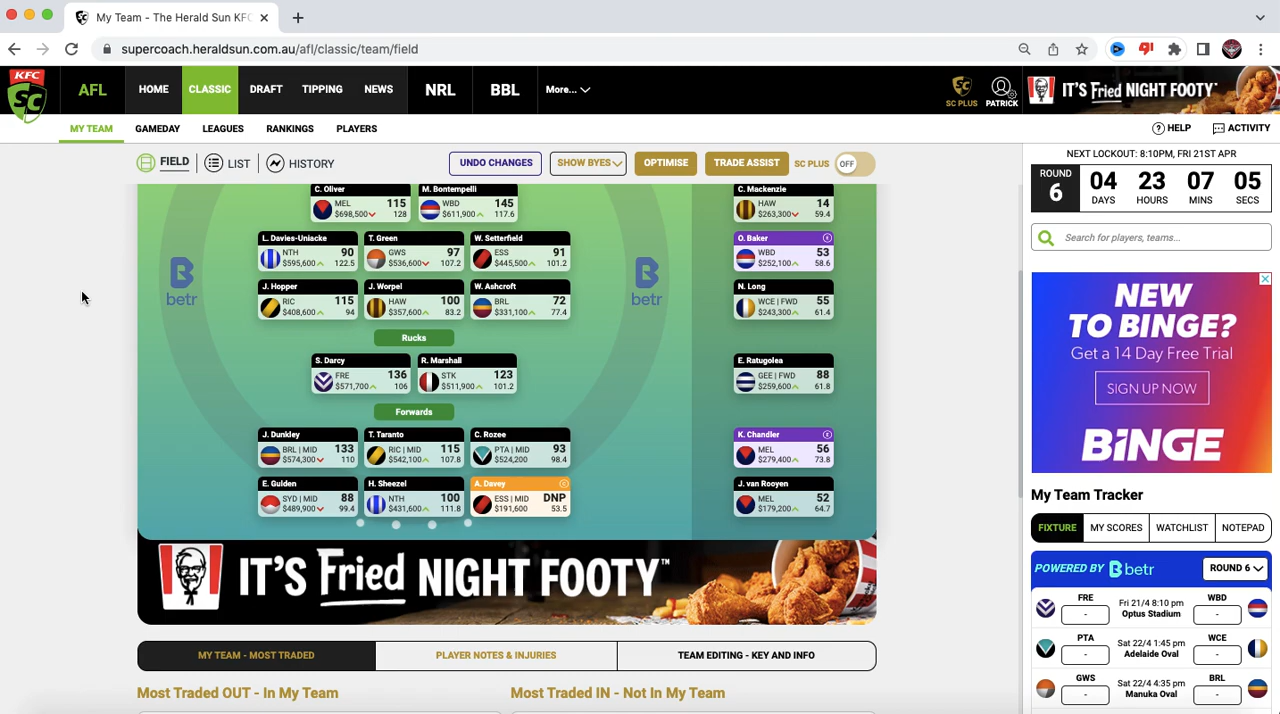 My Team - The Herald Sun KFC
supercoach.heraldsun.com.au/afl/classic/team/field
KFC
SC
AFL
HOME
CLASSIC
DRAFT
TIPPING
NEWS
NRL
BBL
More...
SC PLUS
PATRICK
IT'S Fried NIGHT FOOTY™
MY TEAM
GAMEDAY
LEAGUES
RANKINGS
PLAYERS
HELP
ACTIVITY
FIELD
LIST
HISTORY
UNDO CHANGES
SHOW BYES
OPTIMISE
TRADE ASSIST
SC PLUS
OFF
NEXT LOCKOUT: 8:10PM, FRI 21ST APR
ROUND
6
04
DAYS
23
HOURS
07
MINS
05
SECS
Search for players, teams...
C. Oliver
MEL 115
$698,500 128
M. Bontempelli
WBD 145
$611,900 117.6
C. Mackenzie
HAW 14
$263,300 59.4
L. Davies-Uniacke
NTH 90
$595,600 122.5
T. Green
GWS 97
$536,600 107.2
W. Setterfield
ESS 91
$445,500 101.2
O. Baker
WBD 53
$252,100 58.6
B
betr
B
betr
J. Hopper
RIC 115
$408,600 94
J. Worpel
HAW 100
$357,600 83.2
W. Ashcroft
BRL 72
$331,100 77.4
N. Long
WCE | FWD 55
$243,300 61.4
Rucks
S. Darcy
FRE 136
$571,700 106
R. Marshall
STK 123
$511,900 101.2
E. Ratugolea
GEE | FWD 88
$259,600 61.8
Forwards
J. Dunkley
BRL | MID 133
$574,300 110
T. Taranto
RIC | MID 115
$542,100 107.8
C. Rozee
PTA | MID 93
$524,200 98.4
K. Chandler
MEL 56
$279,400 73.8
E. Gulden
SYD | MID 88
$489,900 99.4
H. Sheezel
NTH 100
$431,600 111.8
A. Davey
ESS | MID DNP
$191,600 53.5
J. van Rooyen
MEL 52
$179,200 64.7
KFC
IT'S Fried NIGHT FOOTY™
MY TEAM - MOST TRADED
PLAYER NOTES & INJURIES
TEAM EDITING - KEY AND INFO
Most Traded OUT - In My Team
Most Traded IN - Not In My Team
NEW
TO BINGE?
Get a 14 Day Free Trial
SIGN UP NOW
BiNGE
My Team Tracker
FIXTURE
MY SCORES
WATCHLIST
NOTEPAD
POWERED BY B betr
ROUND 6
FRE
-
Fri 21/4 8:10 pm
Optus Stadium
WBD
-
PTA
-
Sat 22/4 1:45 pm
Adelaide Oval
WCE
-
GWS
-
Sat 22/4 4:35 pm
Manuka Oval
BRL
-